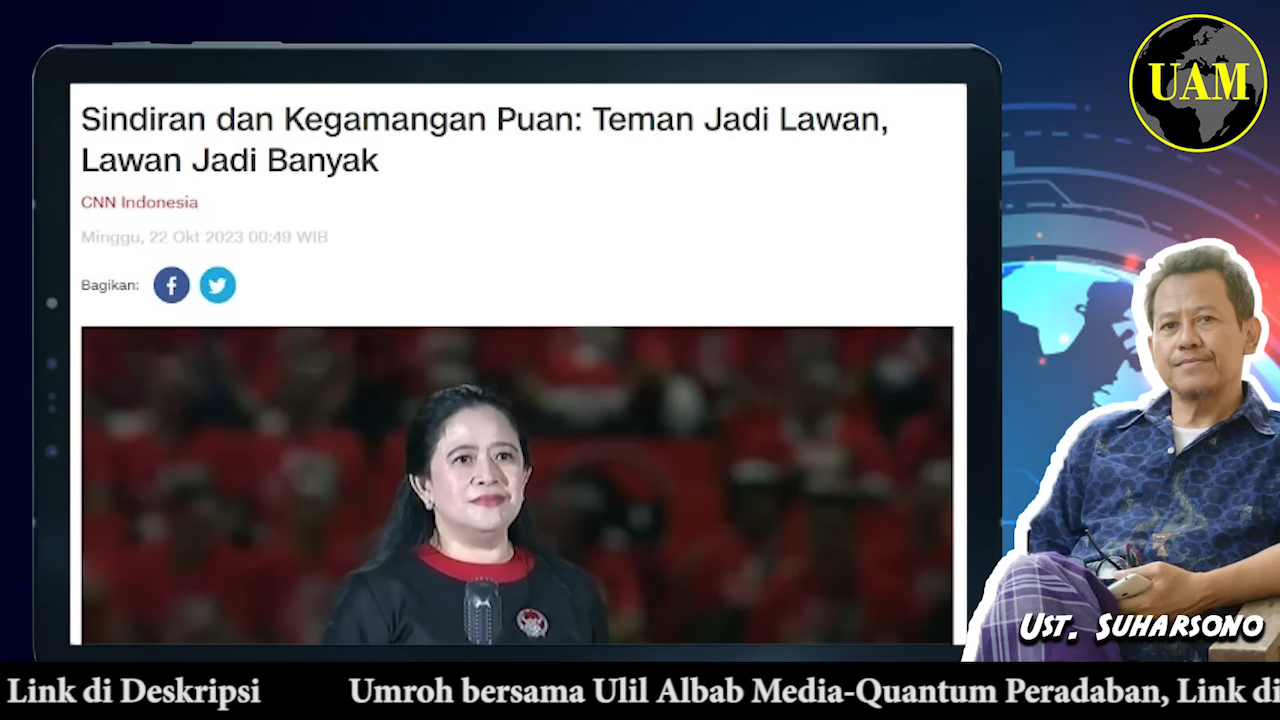 Sindiran dan Kegamangan Puan: Teman Jadi Lawan,
Lawan Jadi Banyak
CNN Indonesia
Minggu, 22 Okt 2023 00:49 WIB
Bagikan:
UAM
UST. SUHARSONO
Link di Deskripsi
Umroh bersama Ulil Albab Media-Quantum Peradaban, Link di